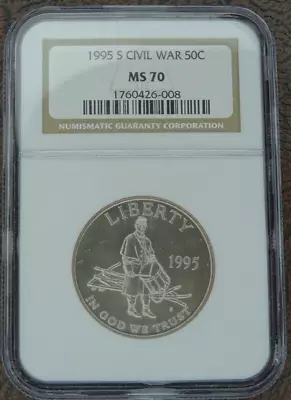 1995 S CIVIL WAR 50C
MS 70
1760426-008
NUMISMATIC GUARANTY CORPORATION
LIBERTY
1995
IN GOD WE TRUST